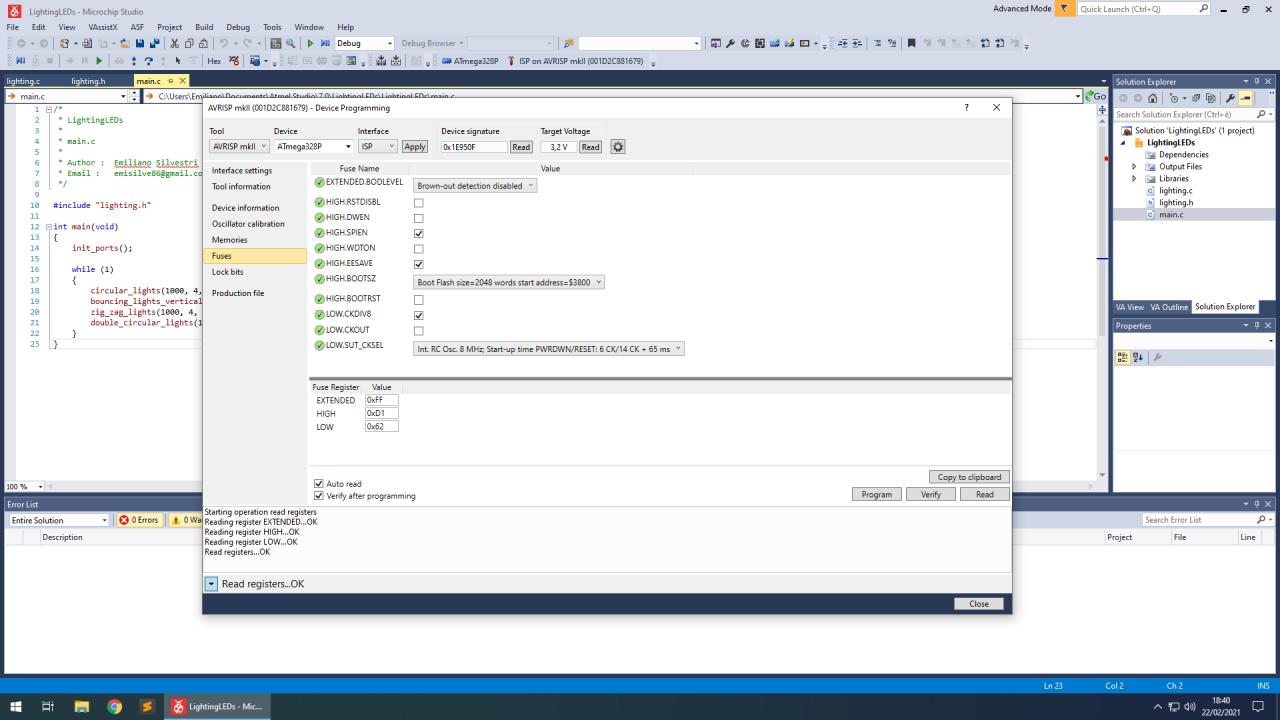 LightingLEDs - Microchip Studio
Advanced Mode
Quick Launch (Ctrl+Q)
File Edit View VAssistX ASF Project Build Debug Tools Window Help
Debug
Debug Browser
Hex
ATmega328P
ISP on AVRISP mkII (001D2C881679)
lighting.c lighting.h main.c
main.c
C:\Users\Emiliano\Atmel Studio\7.0\LightingLEDs\LightingLEDs\main.c
Go
1 /*
2 * LightingLEDs
3 *
4 * main.c
5 *
6 * Author : Emiliano Silvestri
7 * Email : emisilve86@gmail.co
8 */
9
10 #include "lighting.h"
11
12 int main(void)
13 {
14 init_ports();
15
16 while (1)
17 {
18 circular_lights(1000, 4,
19 bouncing_lights_vertical
20 zig_zag_lights(1000, 4,
21 double_circular_lights(1
22 }
23 }
100 %
AVRISP mkII (001D2C881679) - Device Programming
?
Tool Device Interface Device signature Target Voltage
AVRISP mkII ATmega328P ISP Apply 0x1E950F Read 3,2 V Read
Interface settings
Tool information
Device information
Oscillator calibration
Memories
Fuses
Lock bits
Production file
Fuse Name Value
EXTENDED.BODLEVEL Brown-out detection disabled
HIGH.RSTDISBL
HIGH.DWEN
HIGH.SPIEN
HIGH.WDTON
HIGH.EESAVE
HIGH.BOOTSZ Boot Flash size=2048 words start address=$3800
HIGH.BOOTRST
LOW.CKDIV8
LOW.CKOUT
LOW.SUT_CKSEL Int. RC Osc. 8 MHz; Start-up time PWRDWN/RESET: 6 CK/14 CK + 65 ms
Fuse Register Value
EXTENDED 0xFF
HIGH 0xD1
LOW 0x62
Auto read
Verify after programming
Copy to clipboard
Program Verify Read
Starting operation read registers
Reading register EXTENDED...OK
Reading register HIGH...OK
Reading register LOW...OK
Read registers...OK
Read registers...OK
Close
Solution Explorer
Search Solution Explorer (Ctrl+è)
Solution 'LightingLEDs' (1 project)
LightingLEDs
Dependencies
Output Files
Libraries
lighting.c
lighting.h
main.c
VA View VA Outline Solution Explorer
Properties
Error List
Entire Solution
0 Errors
0 Wa
Search Error List
Description Project File Line
Ln 23 Col 2 Ch 2 INS
LightingLEDs - Mic...
18:40
22/02/2021